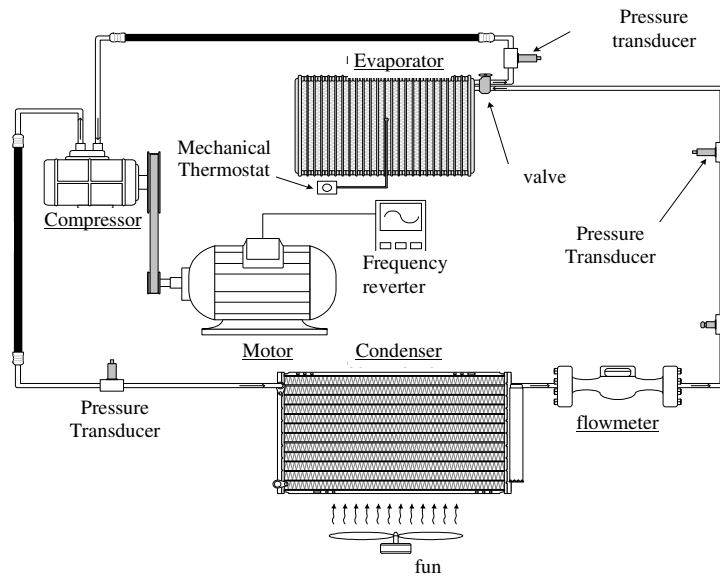 Pressure
transducer
Evaporator
Mechanical
Thermostat
valve
Compressor
Pressure
Transducer
Frequency
reverter
Motor
Condenser
Pressure
Transducer
flowmeter
fun